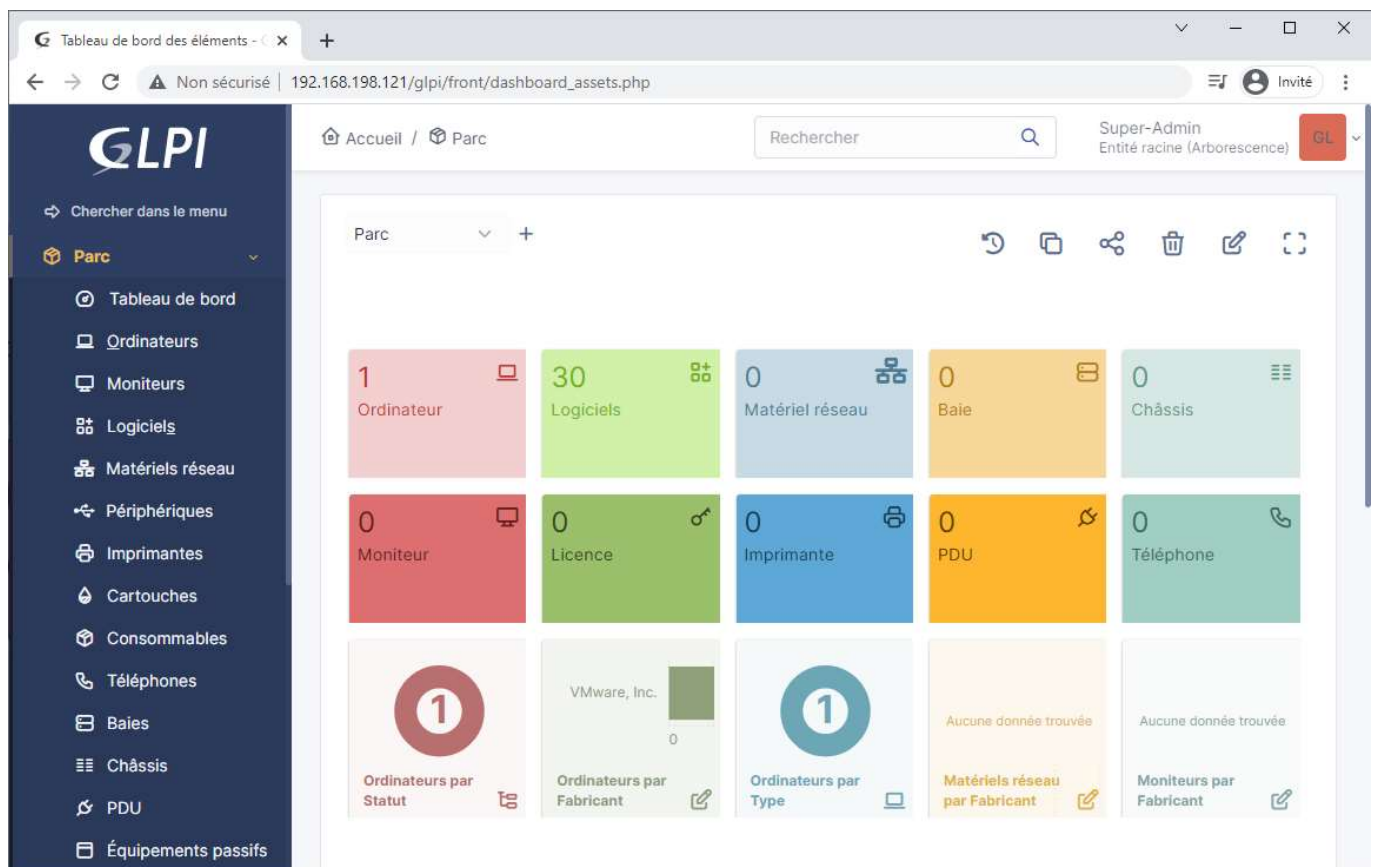 Tableau de bord des éléments - G
Non sécurisé
192.168.198.121/glpi/front/dashboard_assets.php
Invité
GLPI
Chercher dans le menu
Parc
Tableau de bord
Ordinateurs
Moniteurs
Logiciels
Matériels réseau
Périphériques
Imprimantes
Cartouches
Consommables
Téléphones
Baies
Châssis
PDU
Équipements passifs
Accueil / Parc
Rechercher
Super-Admin
Entité racine (Arborescence)
GL
Parc
1
Ordinateur
30
Logiciels
0
Matériel réseau
0
Baie
0
Châssis
0
Moniteur
0
Licence
0
Imprimante
0
PDU
0
Téléphone
1
Ordinateurs par
Statut
VMware, Inc.
0
Ordinateurs par
Fabricant
1
Ordinateurs par
Type
Aucune donnée trouvée
Matériels réseau
par Fabricant
Aucune donnée trouvée
Moniteurs par
Fabricant